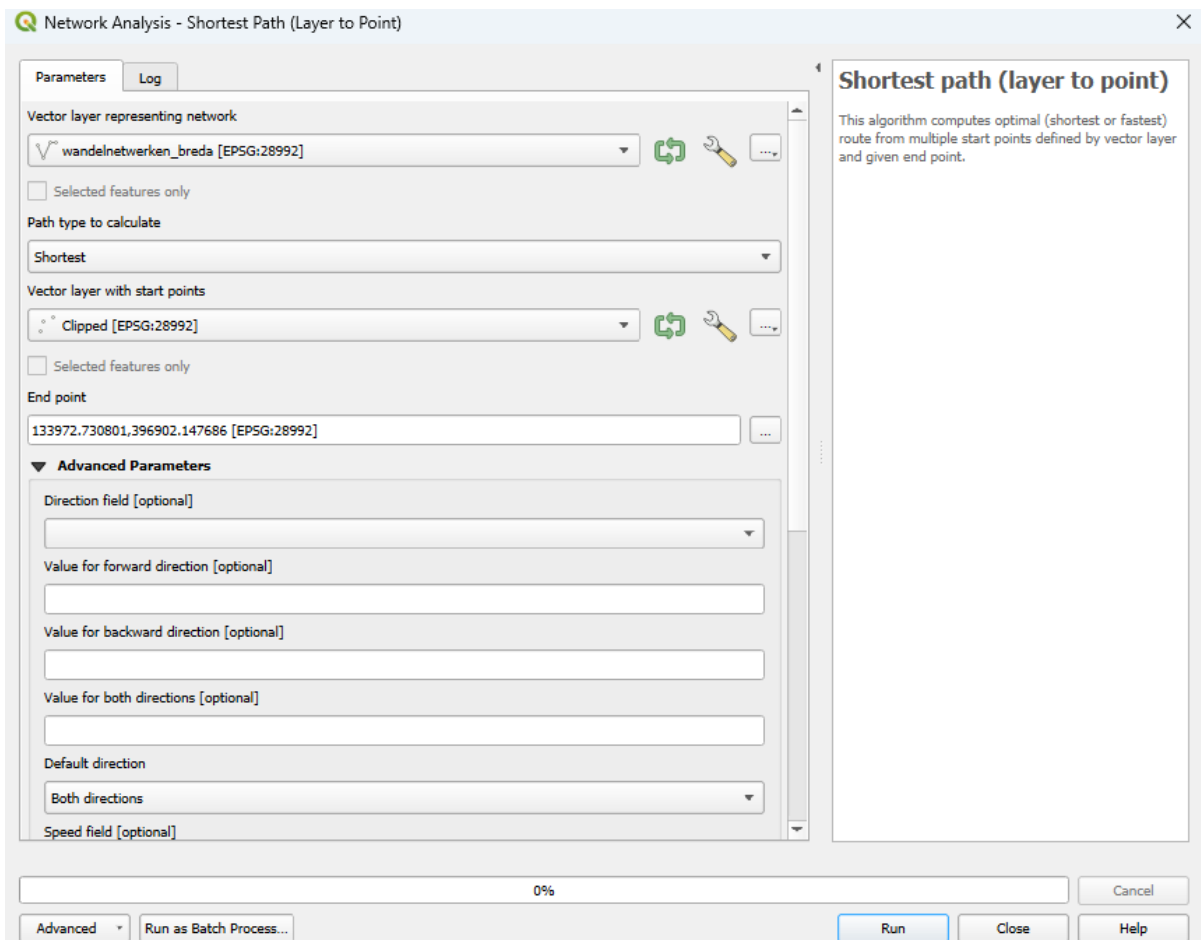 Network Analysis - Shortest Path (Layer to Point)
Parameters
Log
Vector layer representing network
wandelnetwerken_breda [EPSG:28992]
...
Selected features only
Path type to calculate
Shortest
Vector layer with start points
Clipped [EPSG:28992]
...
Selected features only
End point
133972.730801,396902.147686 [EPSG:28992]
...
Advanced Parameters
Direction field [optional]
Value for forward direction [optional]
Value for backward direction [optional]
Value for both directions [optional]
Default direction
Both directions
Speed field [optional]
Shortest path (layer to point)
This algorithm computes optimal (shortest or fastest)
route from multiple start points defined by vector layer
and given end point.
0%
Cancel
Advanced
Run as Batch Process...
Run
Close
Help